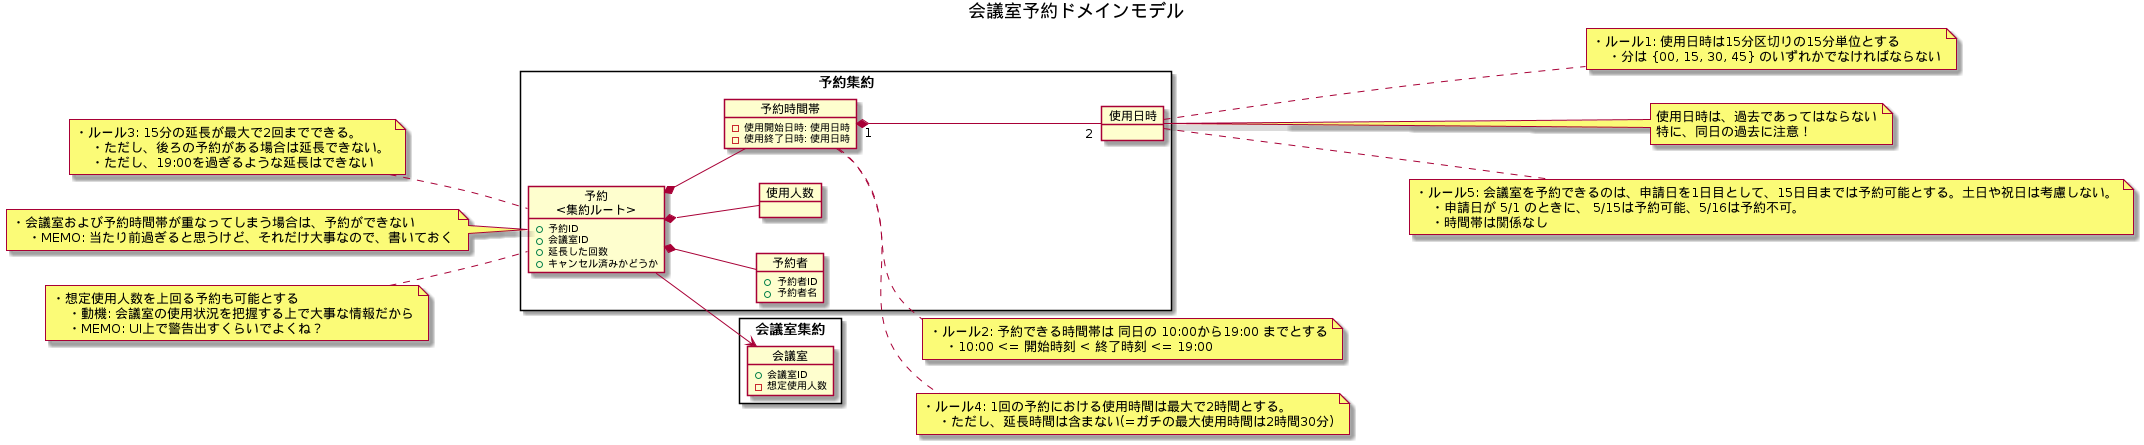 会議室予約ドメインモデル
・ルール1: 使用日時は15分区切りの15分単位とする
・分は {00, 15, 30, 45} のいずれかでなければならない
予約集約
予約時間帯
使用開始日時: 使用日時
使用終了日時: 使用日時
1
2
使用日時
使用日時は、過去であってはならない
特に、同日の過去に注意！
・ルール3: 15分の延長が最大で2回までできる。
・ただし、後ろの予約がある場合は延長できない。
・ただし、19:00を過ぎるような延長はできない
・ルール5: 会議室を予約できるのは、申請日を1日目として、15日目までは予約可能とする。土日や祝日は考慮しない。
・申請日が 5/1 のときに、 5/15は予約可能、5/16は予約不可。
・時間帯は関係なし
予約
<集約ルート>
予約ID
会議室ID
延長した回数
キャンセル済みかどうか
使用人数
・会議室および予約時間帯が重なってしまう場合は、予約ができない
・MEMO: 当たり前過ぎると思うけど、それだけ大事なので、書いておく
予約者
予約者ID
予約者名
・想定使用人数を上回る予約も可能とする
・動機: 会議室の使用状況を把握する上で大事な情報だから
・MEMO: UI上で警告出すくらいでよくね？
会議室集約
会議室
会議室ID
想定使用人数
・ルール2: 予約できる時間帯は 同日の 10:00から19:00 までとする
・10:00 <= 開始時刻 < 終了時刻 <= 19:00
・ルール4: 1回の予約における使用時間は最大で2時間とする。
・ただし、延長時間は含まない(=ガチの最大使用時間は2時間30分)